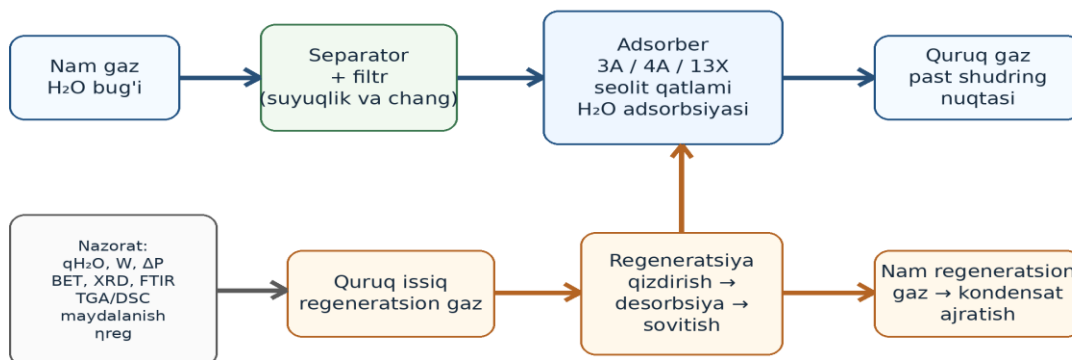 Nam gaz
H₂O bug'i
Separator
+ filtr
(suyuqlik va chang)
Adsorber
3A / 4A / 13X
seolit qatlami
H₂O adsorbsiyasi
Quruq gaz
past shudring
nuqtasi
Nazorat:
qH₂O, W, ΔP
BET, XRD, FTIR
TGA/DSC
maydalanish
ηreg
Quruq issiq
regeneratsion gaz
Regeneratsiya
qizdirish →
desorbsiya →
sovitish
Nam regeneratsion
gaz → kondensat
ajratish